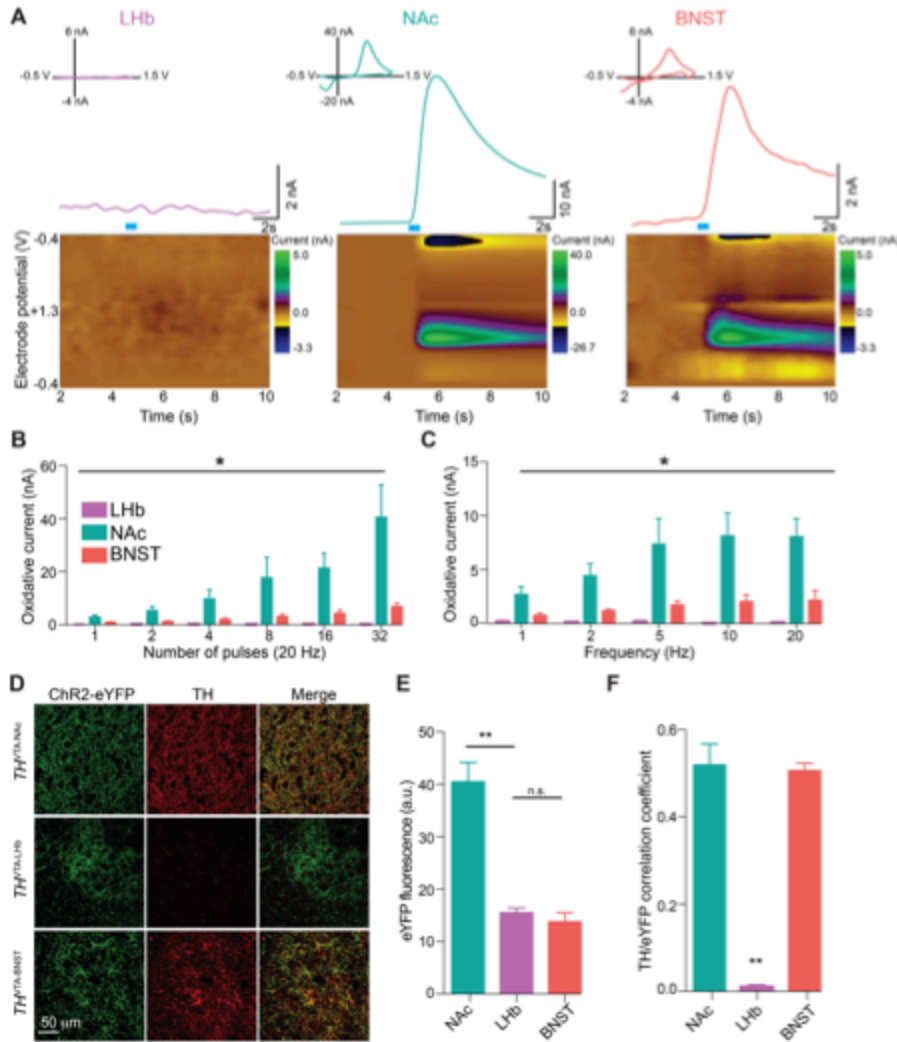 A
LHb
NAc
BNST
6 nA
-0.5 V
1.5 V
-4 nA
40 nA
-0.5 V
1.5 V
-20 nA
6 nA
-0.5 V
1.5 V
-4 nA
2 nA
2s
10 nA
2s
2 nA
2s
Electrode potential (V)
-0.4
+1.3
-0.4
Current (nA)
5.0
0.0
-3.3
Current (nA)
40.0
0.0
-26.7
Current (nA)
5.0
0.0
-3.3
2 4 6 8 10
Time (s)
2 4 6 8 10
Time (s)
2 4 6 8 10
Time (s)
B
Oxidative current (nA)
60
40
20
0
*
LHb
NAc
BNST
1 2 4 8 16 32
Number of pulses (20 Hz)
C
Oxidative current (nA)
15
10
5
0
*
1 2 5 10 20
Frequency (Hz)
D
ChR2-eYFP TH Merge
TH VTA-NAc
TH VTA-LHb
TH VTA-BNST
50 µm
E
eYFP fluorescence (a.u.)
50
40
30
20
10
0
**
n.s.
NAc LHb BNST
F
TH/eYFP correlation coefficient
0.6
0.4
0.2
0.0
**
NAc LHb BNST